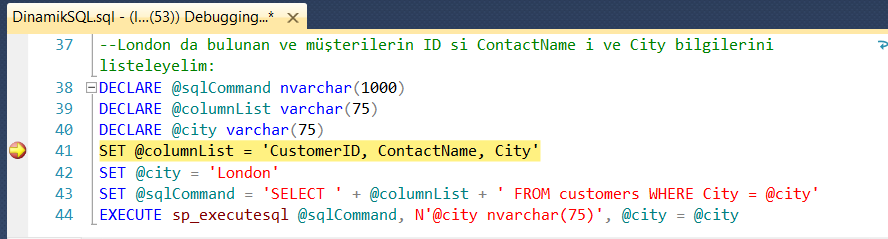 DinamikSQL.sql - (l...(53)) Debugging...* ×
37 --London da bulunan ve müşterilerin ID si ContactName i ve City bilgilerini
listeleyelim:
38 DECLARE @sqlCommand nvarchar(1000)
39 DECLARE @columnList varchar(75)
40 DECLARE @city varchar(75)
41 SET @columnList = 'CustomerID, ContactName, City'
42 SET @city = 'London'
43 SET @sqlCommand = 'SELECT ' + @columnList + ' FROM customers WHERE City = @city'
44 EXECUTE sp_executesql @sqlCommand, N'@city nvarchar(75)', @city = @city